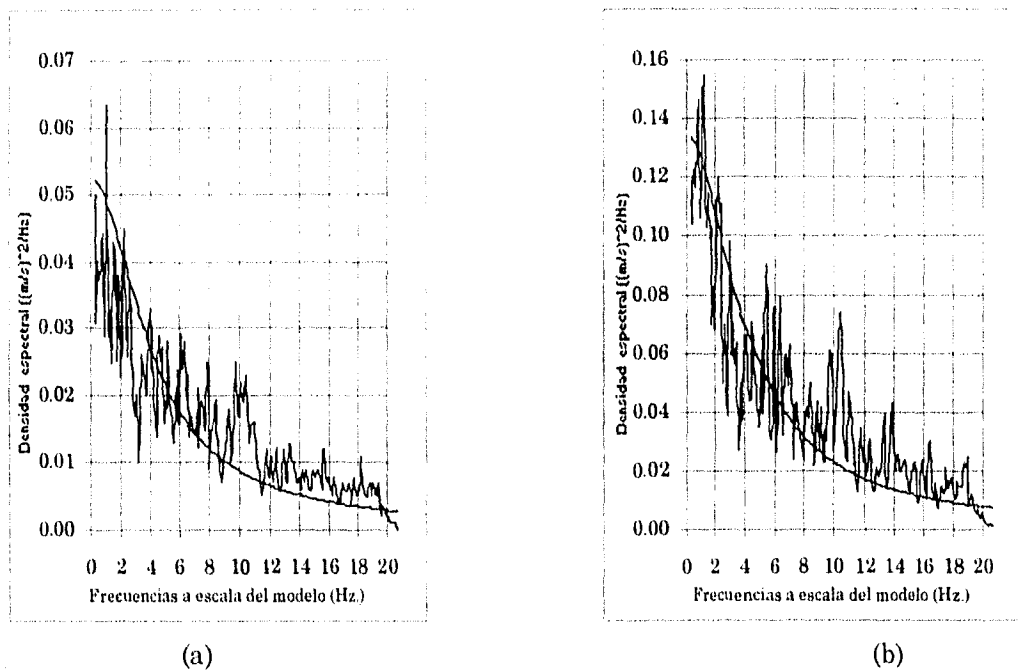 0.07
0.06
0.05
0.04
0.03
0.02
0.01
0.00
Densidad espectral [(m/s)^2/Hz)
0 2 4 6 8 10 12 14 16 18 20
Frecuencias a escala del modelo (Hz.)
(a)
0.16
0.14
0.12
0.10
0.08
0.06
0.04
0.02
0.00
Densidad espectral [(m/s)^2/Hz)
0 2 4 6 8 10 12 14 16 18 20
Frecuencias a escala del modelo (Hz.)
(b)